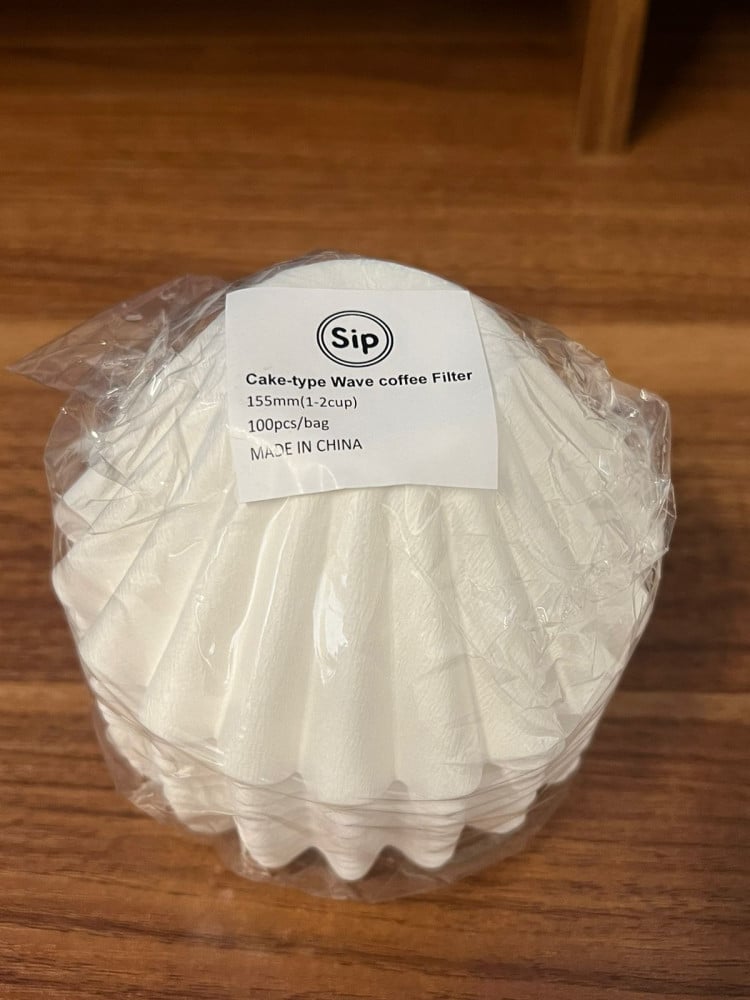 Sip
Cake-type Wave coffee Filter
155mm(1-2cup)
100pcs/bag
MADE IN CHINA